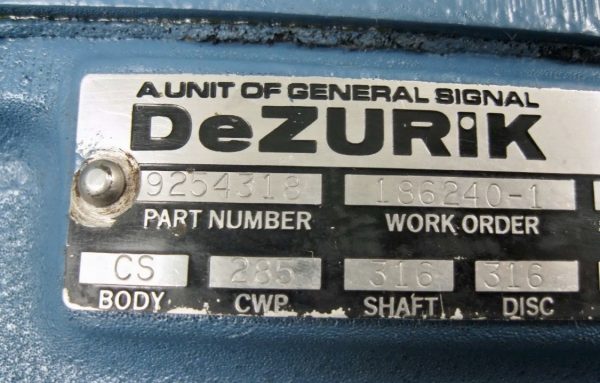 A UNIT OF GENERAL SIGNAL
DeZURIK
9254318 186240-1
PART NUMBER WORK ORDER
CS 285 316 316
BODY CWP SHAFT DISC